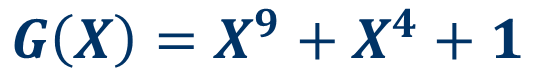 G(X) = X⁹ + X⁴ + 1